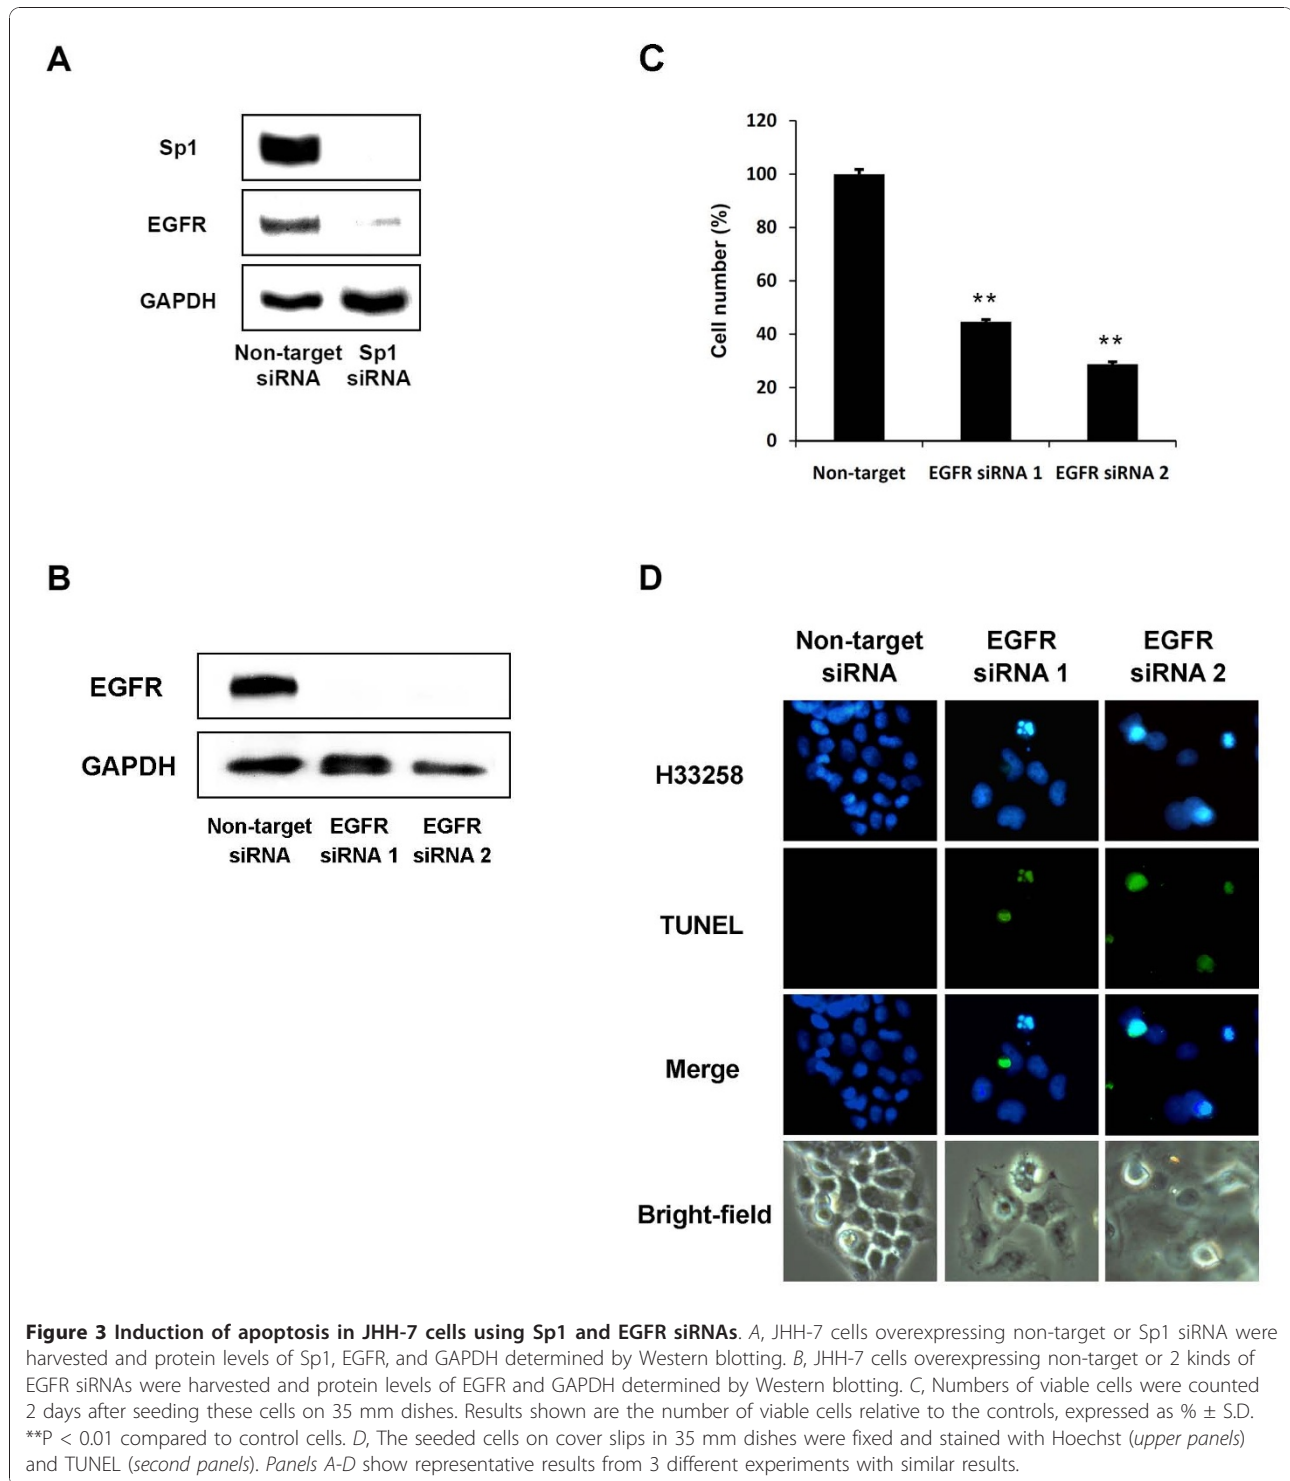 A
Sp1
EGFR
GAPDH
Non-target Sp1
siRNA siRNA
C
120
100
80
60
40
20
0
Cell number (%)
**
**
Non-target EGFR siRNA 1 EGFR siRNA 2
B
EGFR
GAPDH
Non-target EGFR EGFR
siRNA siRNA 1 siRNA 2
D
Non-target EGFR EGFR
siRNA siRNA 1 siRNA 2
H33258
TUNEL
Merge
Bright-field
Figure 3 Induction of apoptosis in JHH-7 cells using Sp1 and EGFR siRNAs. A, JHH-7 cells overexpressing non-target or Sp1 siRNA were
harvested and protein levels of Sp1, EGFR, and GAPDH determined by Western blotting. B, JHH-7 cells overexpressing non-target or 2 kinds of
EGFR siRNAs were harvested and protein levels of EGFR and GAPDH determined by Western blotting. C, Numbers of viable cells were counted
2 days after seeding these cells on 35 mm dishes. Results shown are the number of viable cells relative to the controls, expressed as % ± S.D.
**P < 0.01 compared to control cells. D, The seeded cells on cover slips in 35 mm dishes were fixed and stained with Hoechst (upper panels)
and TUNEL (second panels). Panels A-D show representative results from 3 different experiments with similar results.